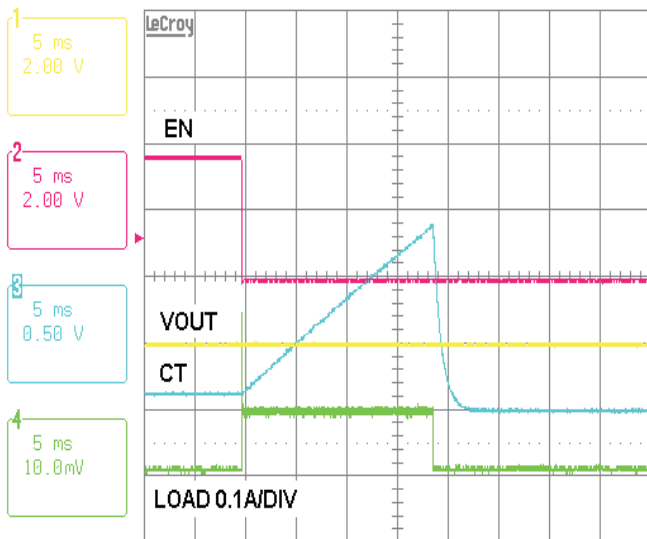 1
5 ms
2.00 V
2
5 ms
2.00 V
3
5 ms
0.50 V
4
5 ms
10.0mV
LeCroy
EN
VOUT
CT
LOAD 0.1A/DIV